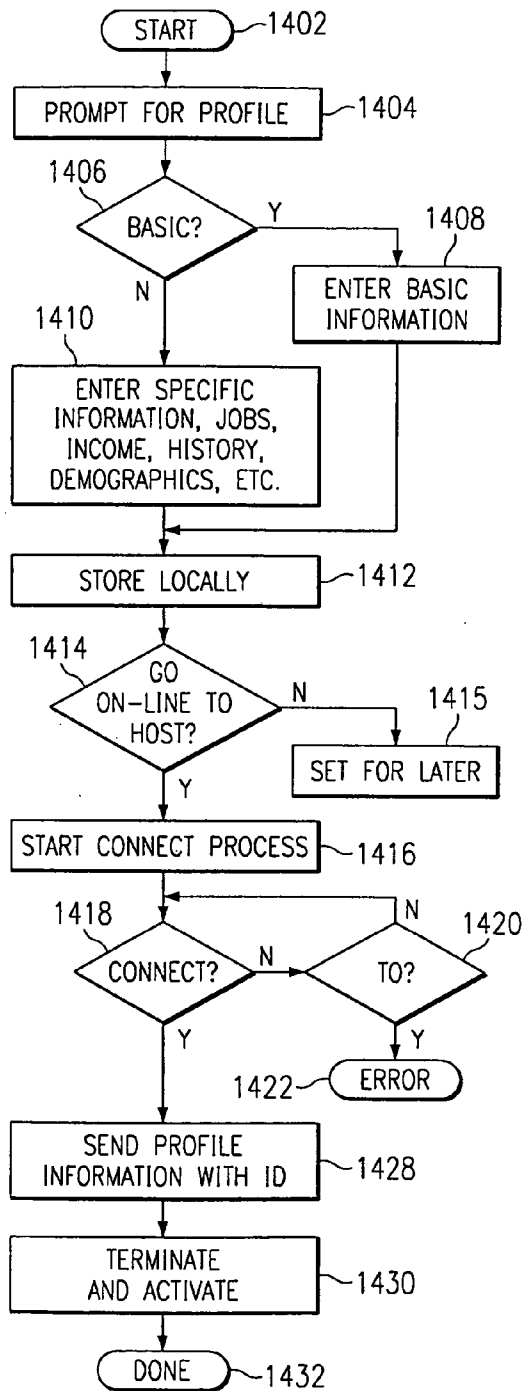 START
1402
PROMPT FOR PROFILE
1404
1406
BASIC?
Y
N
1408
ENTER BASIC
INFORMATION
1410
ENTER SPECIFIC
INFORMATION, JOBS,
INCOME, HISTORY,
DEMOGRAPHICS, ETC.
STORE LOCALLY
1412
1414
GO
ON-LINE TO
HOST?
N
Y
1415
SET FOR LATER
START CONNECT PROCESS
1416
1418
CONNECT?
N
Y
N
1420
TO?
Y
1422
ERROR
SEND PROFILE
INFORMATION WITH ID
1428
TERMINATE
AND ACTIVATE
1430
DONE
1432